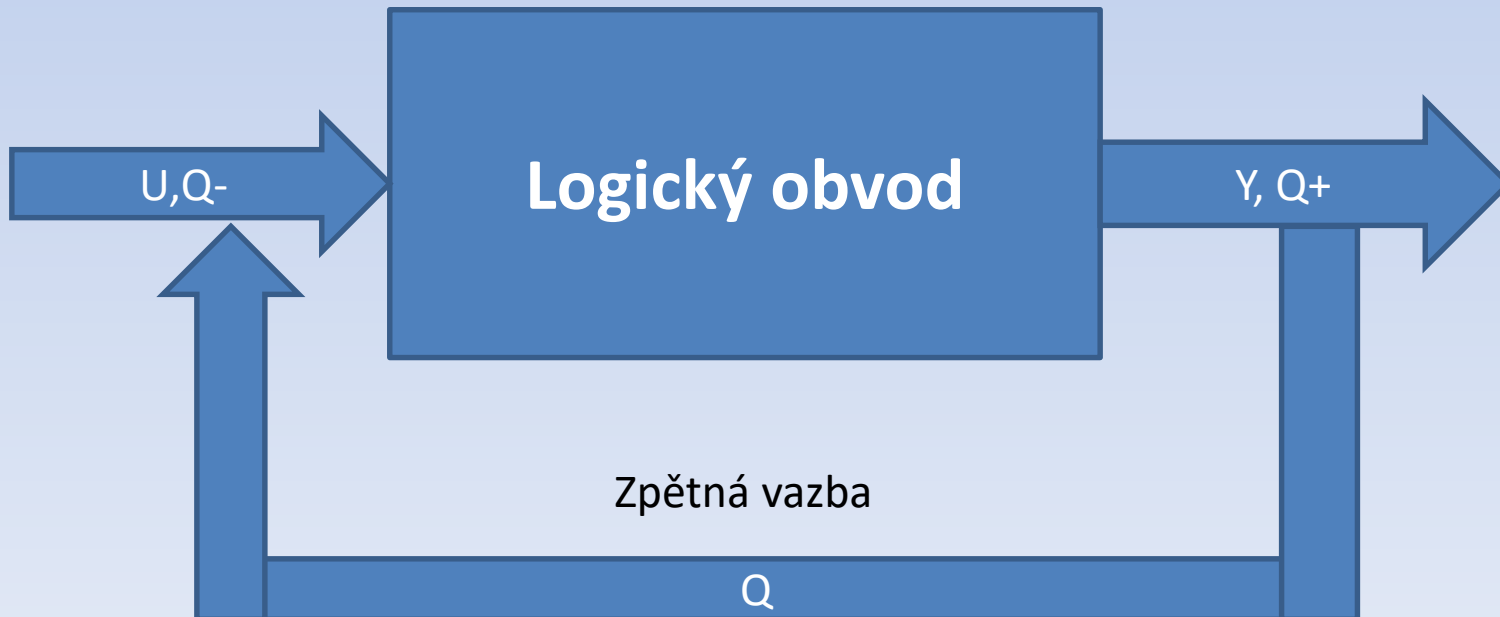 U,Q-
Logický obvod
Y, Q+
Zpětná vazba
Q